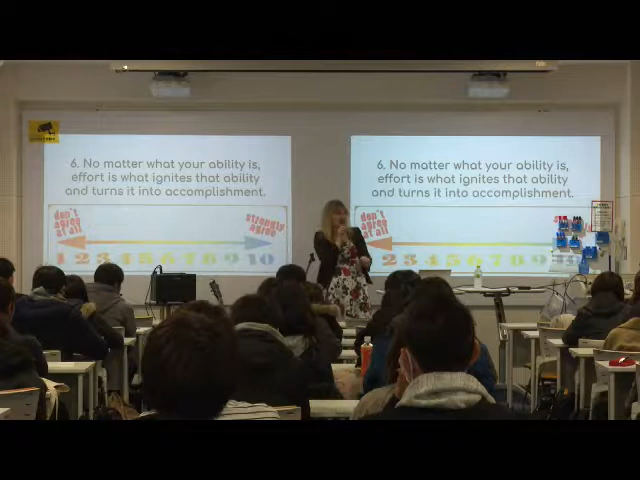 6. No matter what your ability is,
effort is what ignites that ability
and turns it into accomplishment.
don't
agree
at all
strongly
agree
1 2 3 4 5 6 7 8 9 10
6. No matter what your ability is,
effort is what ignites that ability
and turns it into accomplishment.
don't
agree
at all